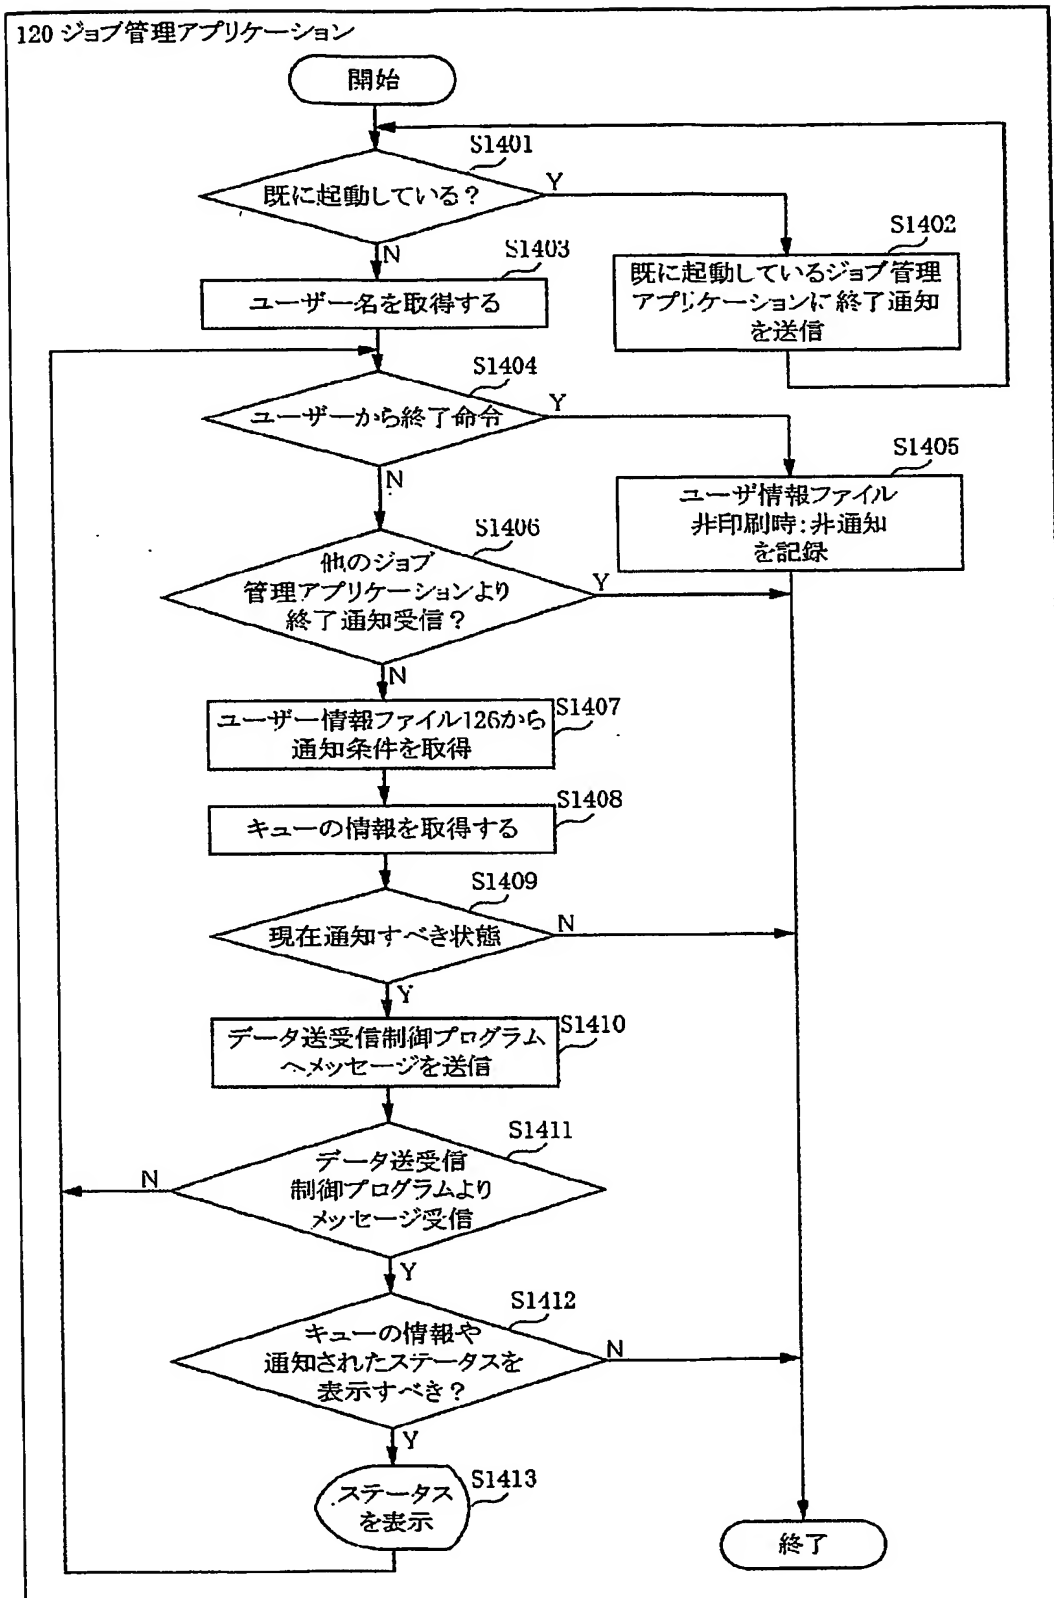 120 ジョブ管理アプリケーション
開始
S1401
既に起動している?
Y
N
S1402
既に起動しているジョブ管理
アプリケーションに終了通知
を送信
S1403
ユーザー名を取得する
S1404
ユーザーから終了命令
Y
N
S1405
ユーザ情報ファイル
非印刷時:非通知
を記録
S1406
他のジョブ
管理アプリケーションより
終了通知受信?
Y
N
S1407
ユーザー情報ファイル126から
通知条件を取得
S1408
キューの情報を取得する
S1409
現在通知すべき状態
N
Y
S1410
データ送受信制御プログラム
へメッセージを送信
S1411
データ送受信
制御プログラムより
メッセージ受信
N
Y
S1412
キューの情報や
通知されたステータスを
表示すべき?
N
Y
S1413
ステータス
を表示
終了